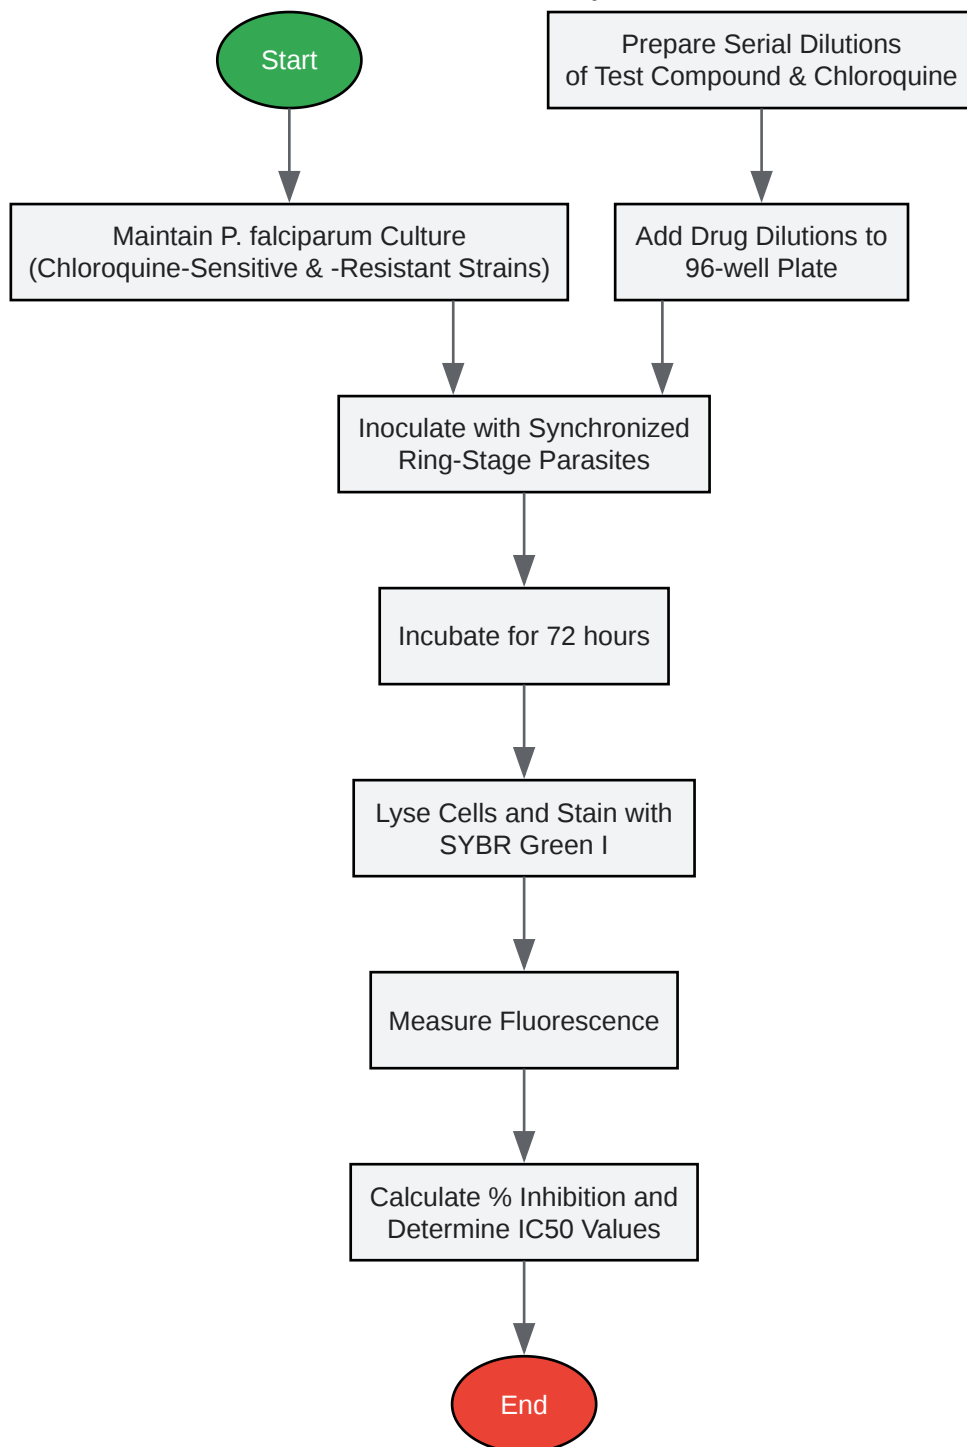 Start
Prepare Serial Dilutions
of Test Compound & Chloroquine
Maintain P. falciparum Culture
(Chloroquine-Sensitive & -Resistant Strains)
Add Drug Dilutions to
96-well Plate
Inoculate with Synchronized
Ring-Stage Parasites
Incubate for 72 hours
Lyse Cells and Stain with
SYBR Green I
Measure Fluorescence
Calculate % Inhibition and
Determine IC50 Values
End